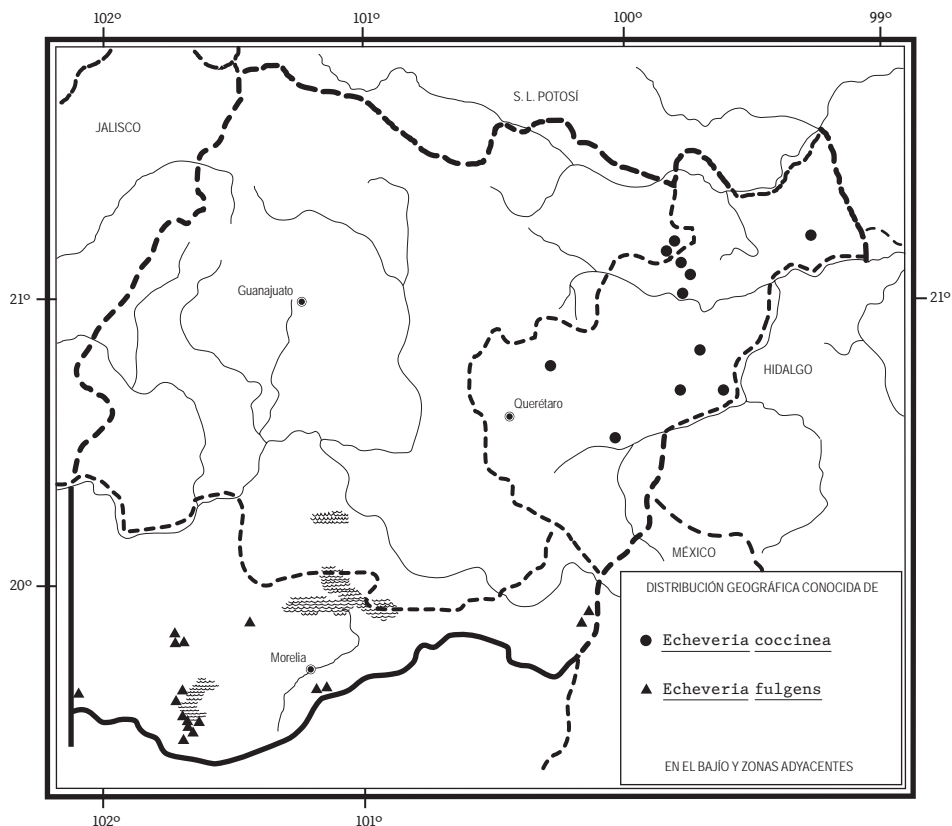 102º 101º 100º 99º
S. L. POTOSÍ
JALISCO
Guanajuato
21º 21º
HIDALGO
Querétaro
MÉXICO
20º
DISTRIBUCIÓN GEOGRÁFICA CONOCIDA DE
Echeveria coccinea
Morelia
Echeveria fulgens
EN EL BAJÍO Y ZONAS ADYACENTES
102º 101º